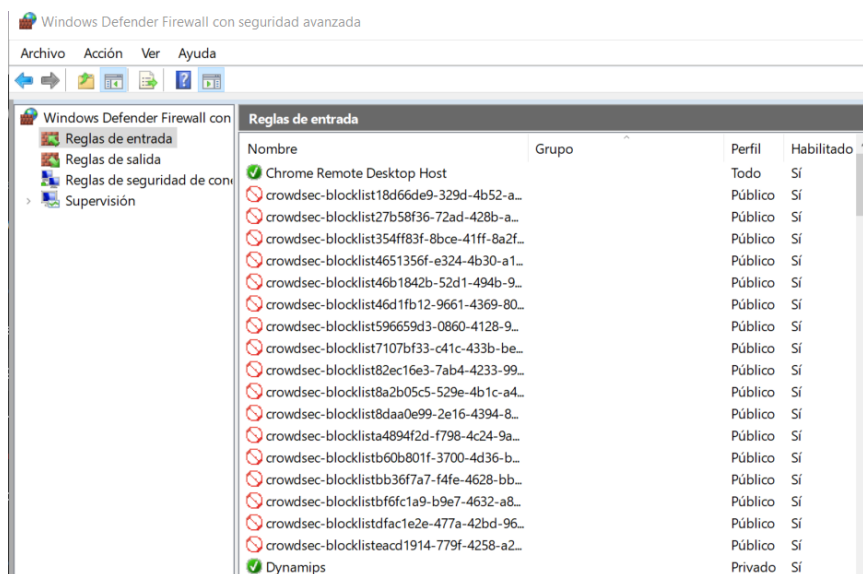 Windows Defender Firewall con seguridad avanzada
Archivo Acción Ver Ayuda
Windows Defender Firewall con
Reglas de entrada
Reglas de salida
Reglas de seguridad de cone
Supervisión
Reglas de entrada
Nombre Grupo Perfil Habilitado
Chrome Remote Desktop Host Todo Sí
crowdsec-blocklist18d66de9-329d-4b52-a... Público Sí
crowdsec-blocklist27b58f36-72ad-428b-a... Público Sí
crowdsec-blocklist354ff83f-8bce-41ff-8a2f... Público Sí
crowdsec-blocklist4651356f-e324-4b30-a1... Público Sí
crowdsec-blocklist46b1842b-52d1-494b-9... Público Sí
crowdsec-blocklist46d1fb12-9661-4369-80... Público Sí
crowdsec-blocklist596659d3-0860-4128-9... Público Sí
crowdsec-blocklist7107bf33-c41c-433b-be... Público Sí
crowdsec-blocklist82ec16e3-7ab4-4233-99... Público Sí
crowdsec-blocklist8a2b05c5-529e-4b1c-a4... Público Sí
crowdsec-blocklist8daa0e99-2e16-4394-8... Público Sí
crowdsec-blocklista4894f2d-f798-4c24-9a... Público Sí
crowdsec-blocklistb60b801f-3700-4d36-b... Público Sí
crowdsec-blocklistbb36f7a7-f4fe-4628-bb... Público Sí
crowdsec-blocklistbf6fc1a9-b9e7-4632-a8... Público Sí
crowdsec-blocklistdfac1e2e-477a-42bd-96... Público Sí
crowdsec-blocklisteacd1914-779f-4258-a2... Público Sí
Dynamips Privado Sí